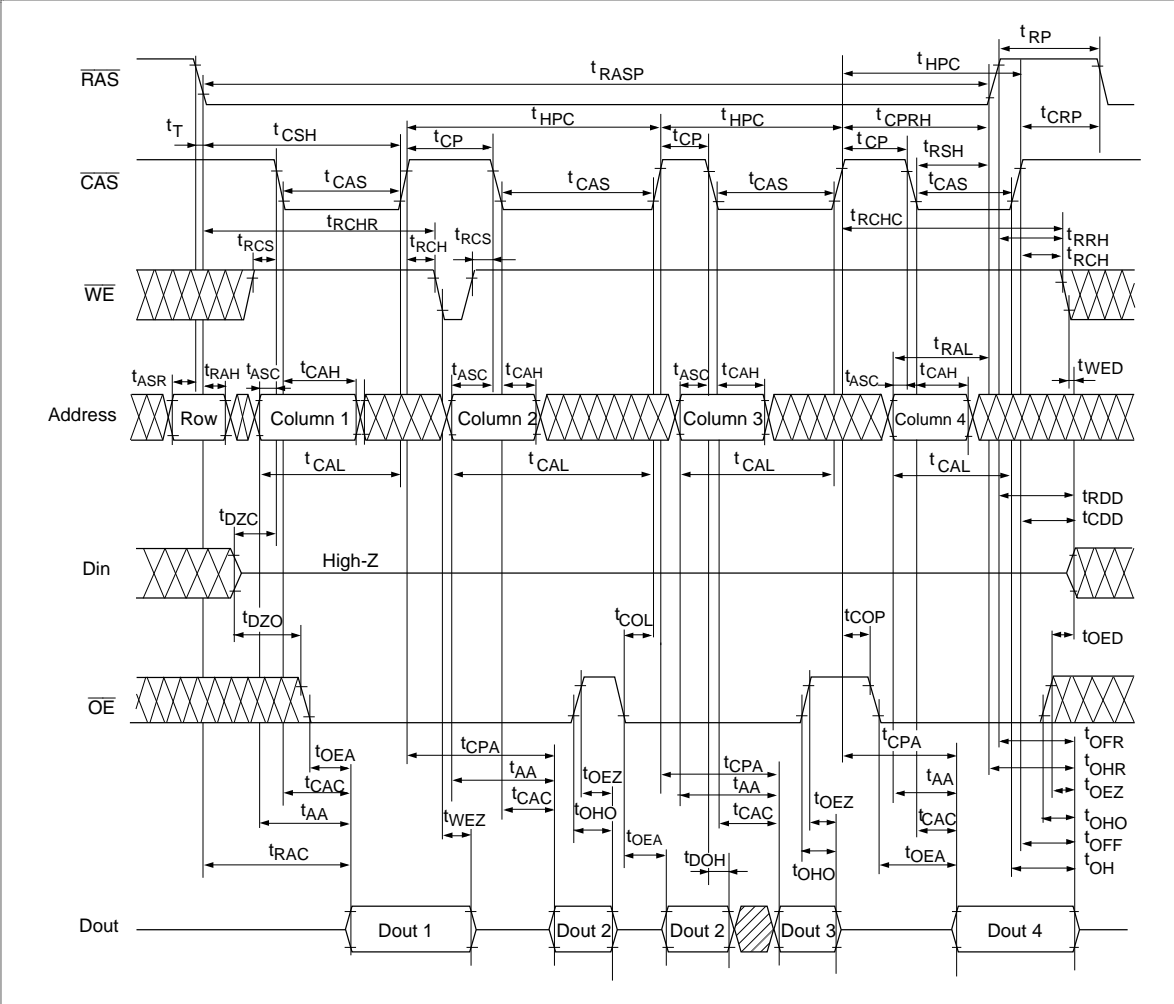 tRP
tHPC
RAS
tRASP
tHPC
tHPC
tCPRH
tT
tCSH
tCRP
tCP
tCP
tCP
tRSH
CAS
tCAS
tCAS
tCAS
tCAS
tRCHR
tRCHC
tRCS
tRCH
tRCS
tRRH
tRCH
WE
tRAL
tASR
tRAH
tASC
tCAH
tASC
tCAH
tASC
tCAH
tASC
tCAH
tWED
Address
Row
Column 1
Column 2
Column 3
Column 4
tCAL
tCAL
tCAL
tCAL
tRDD
tDZC
tCDD
Din
High-Z
tDZO
tCOL
tCOP
tOED
OE
tOEA
tCPA
tCPA
tCPA
tOFR
tCAC
tAA
tOEZ
tAA
tAA
tOHR
tOEZ
tAA
tCAC
tOHO
tCAC
tOEZ
tCAC
tOHO
tWEZ
tOEA
tOFF
tRAC
tDOH
tOHO
tOEA
tOH
Dout
Dout 1
Dout 2
Dout 2
Dout 3
Dout 4